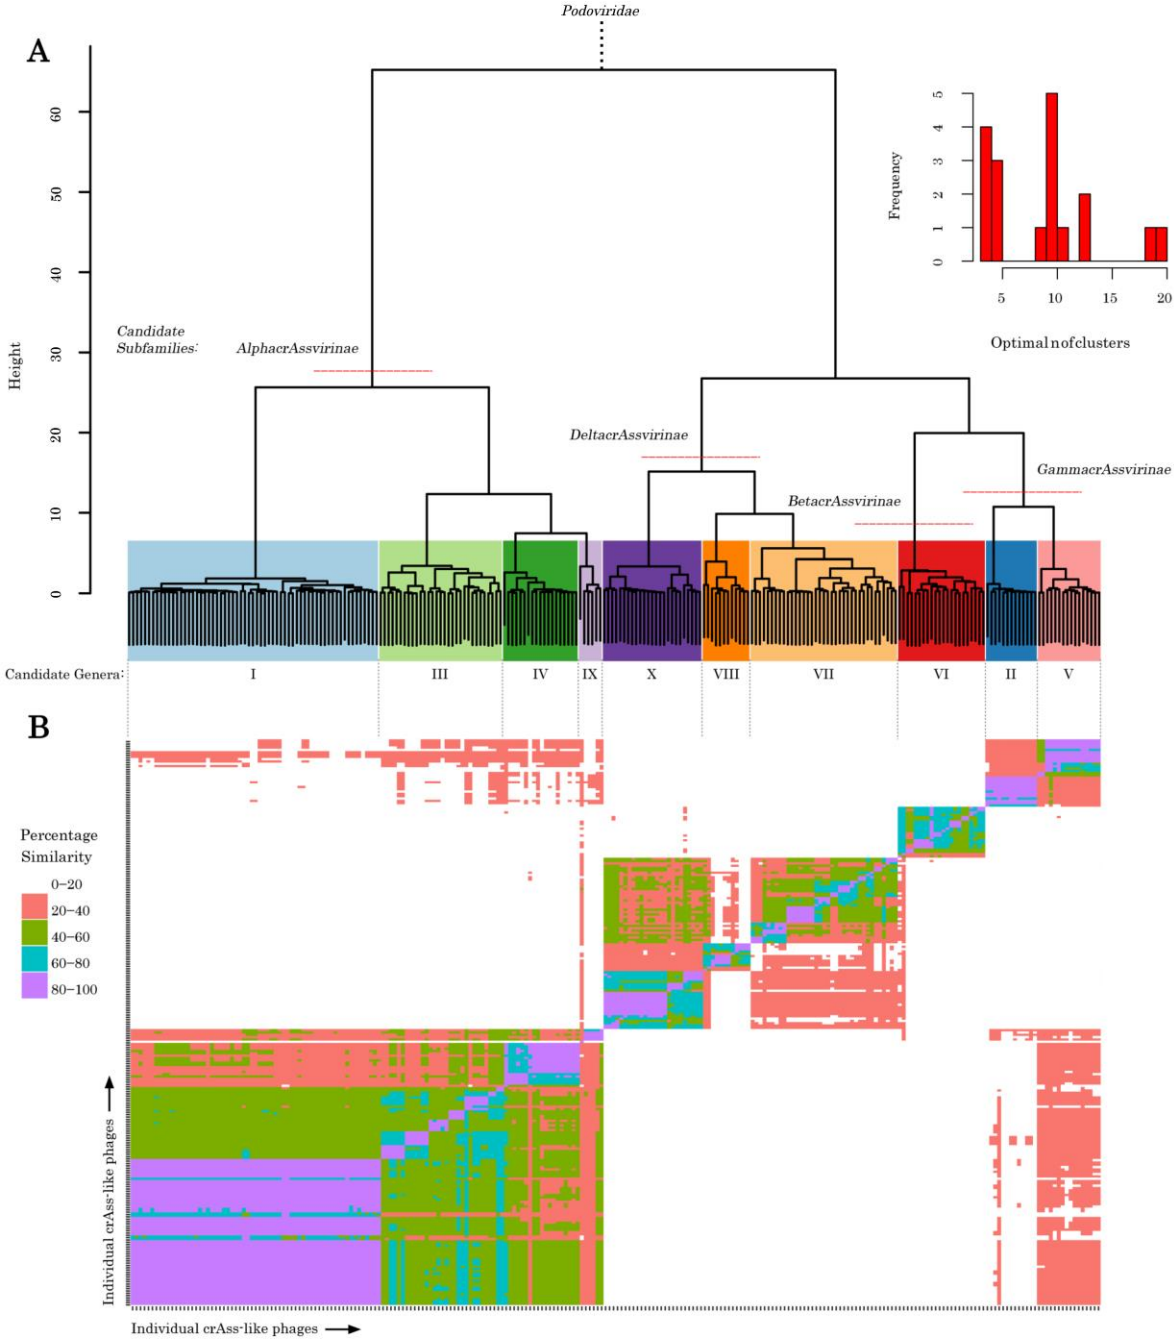 Podoviridae
A
60
50
40
30
20
10
0
Height
5
4
3
2
1
0
Frequency
5 10 15 20
Optimal nofclusters
Candidate
Subfamilies:
AlphacrAssvirinae
DeltacrAssvirinae
GammacrAssvirinae
BetacrAssvirinae
Candidate Genera: I III IV IX X VIII VII VI II V
B
Percentage
Similarity
0–20
20–40
40–60
60–80
80–100
Individual crAss-like phages
Individual crAss-like phages